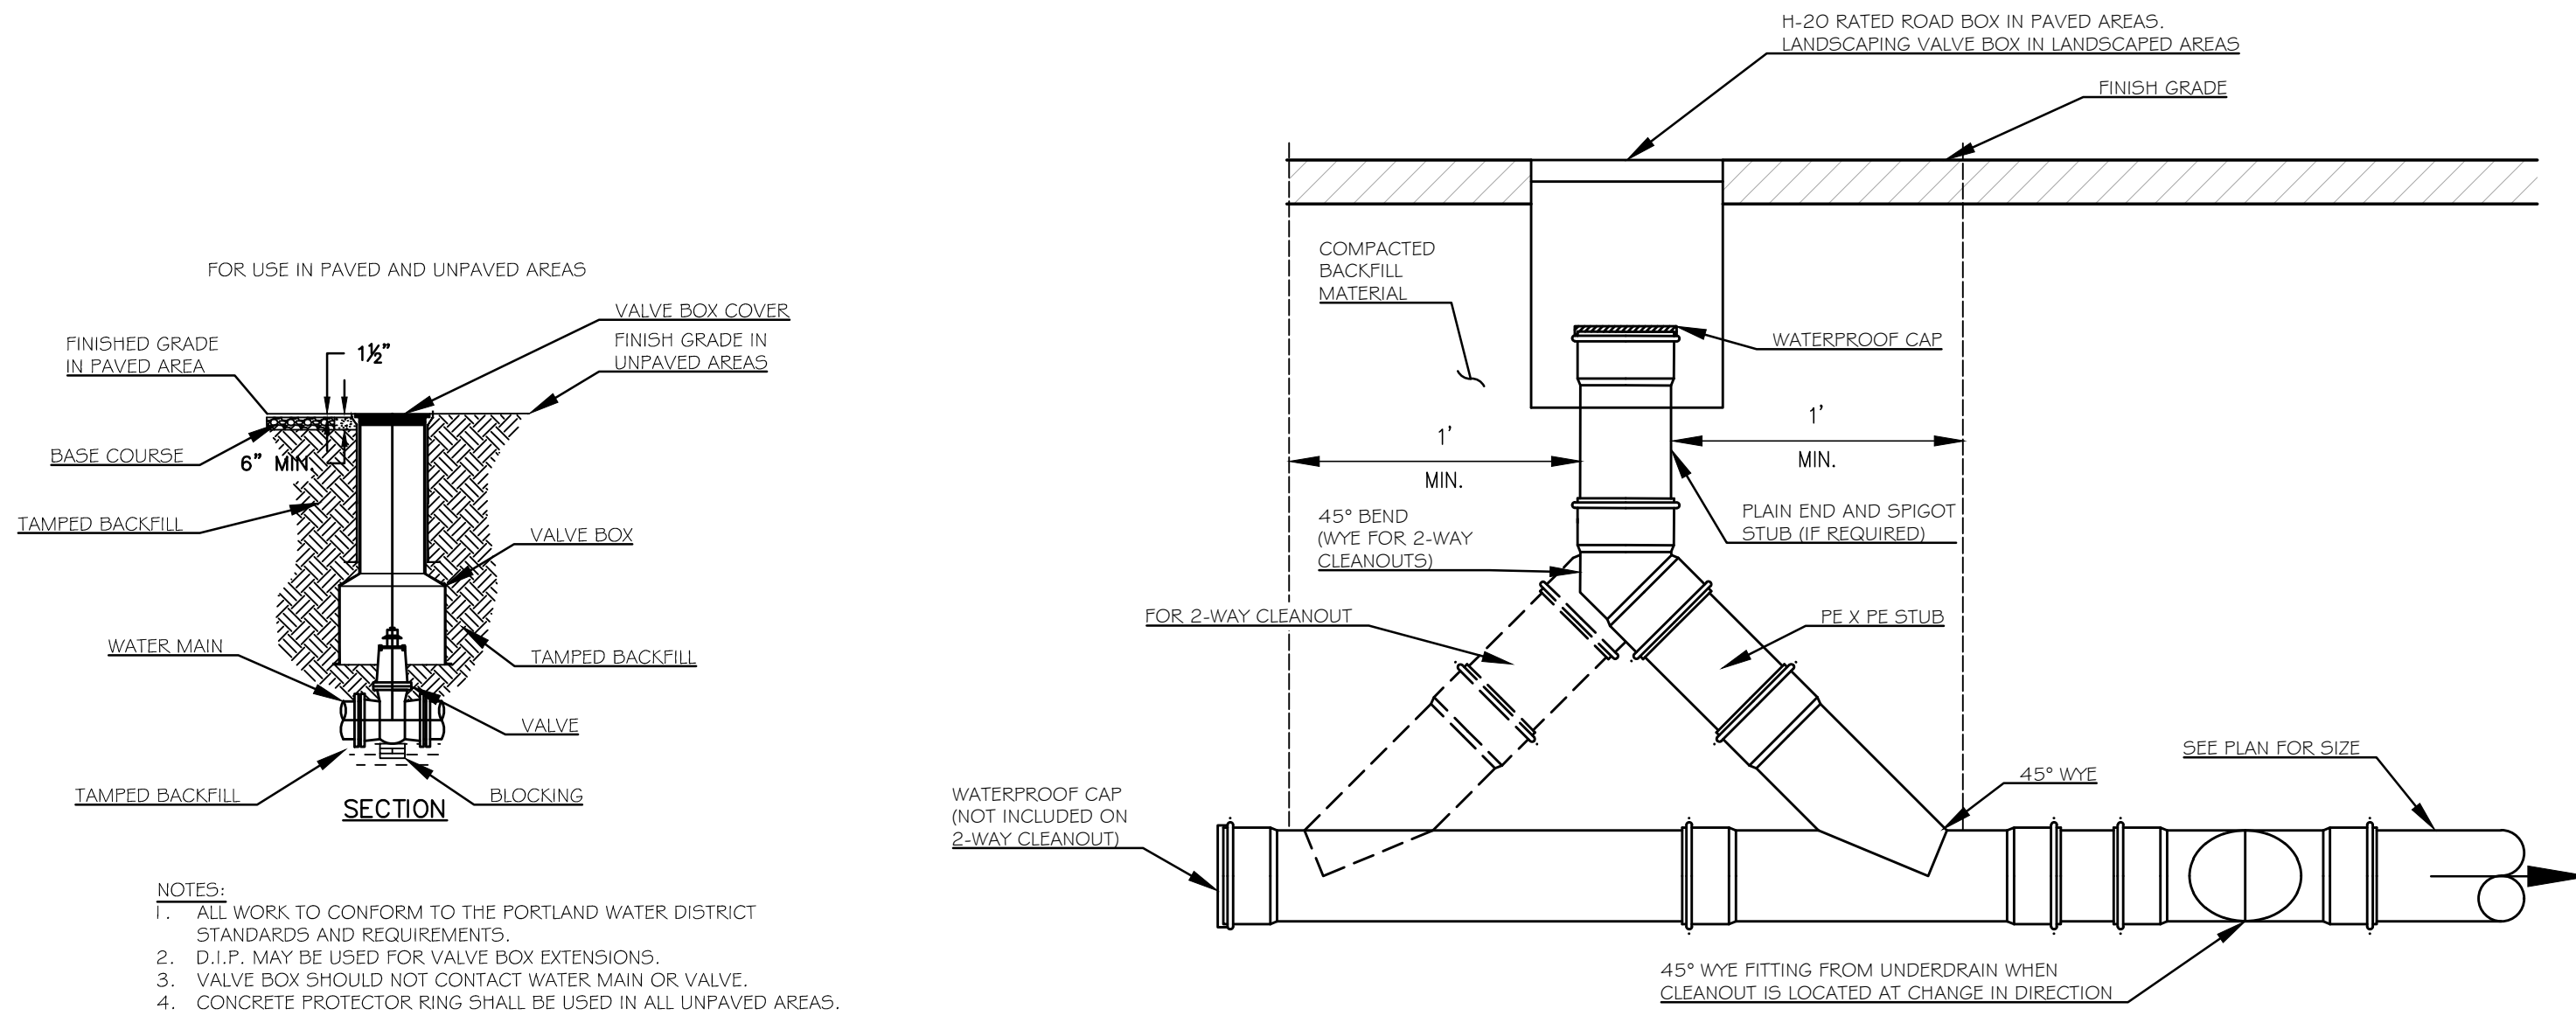 FOR USE IN PAVED AND UNPAVED AREAS
VALVE BOX COVER
FINISH GRADE IN
UNPAVED AREAS
FINISHED GRADE
IN PAVED AREA
1½"
BASE COURSE
6" MIN.
TAMPED BACKFILL
VALVE BOX
WATER MAIN
TAMPED BACKFILL
VALVE
TAMPED BACKFILL
BLOCKING
SECTION
NOTES:
1. ALL WORK TO CONFORM TO THE PORTLAND WATER DISTRICT
STANDARDS AND REQUIREMENTS.
2. D.I.P. MAY BE USED FOR VALVE BOX EXTENSIONS.
3. VALVE BOX SHOULD NOT CONTACT WATER MAIN OR VALVE.
4. CONCRETE PROTECTOR RING SHALL BE USED IN ALL UNPAVED AREAS.
H-20 RATED ROAD BOX IN PAVED AREAS.
LANDSCAPING VALVE BOX IN LANDSCAPED AREAS
FINISH GRADE
COMPACTED
BACKFILL
MATERIAL
WATERPROOF CAP
1'
MIN.
1'
MIN.
PLAIN END AND SPIGOT
STUB (IF REQUIRED)
45° BEND
(WYE FOR 2-WAY
CLEANOUTS)
FOR 2-WAY CLEANOUT
PE X PE STUB
SEE PLAN FOR SIZE
45° WYE
WATERPROOF CAP
(NOT INCLUDED ON
2-WAY CLEANOUT)
45° WYE FITTING FROM UNDERDRAIN WHEN
CLEANOUT IS LOCATED AT CHANGE IN DIRECTION